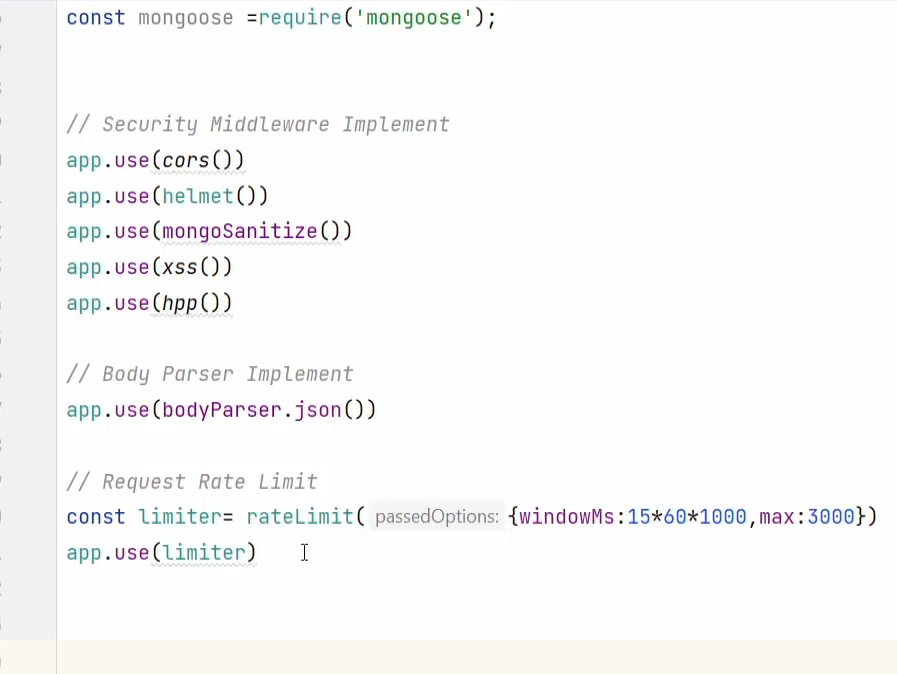 const mongoose =require('mongoose');
// Security Middleware Implement
app.use(cors())
app.use(helmet())
app.use(mongoSanitize())
app.use(xss())
app.use(hpp())
// Body Parser Implement
app.use(bodyParser.json())
// Request Rate Limit
const limiter= rateLimit( passedOptions: {windowMs:15*60*1000,max:3000})
app.use(limiter)